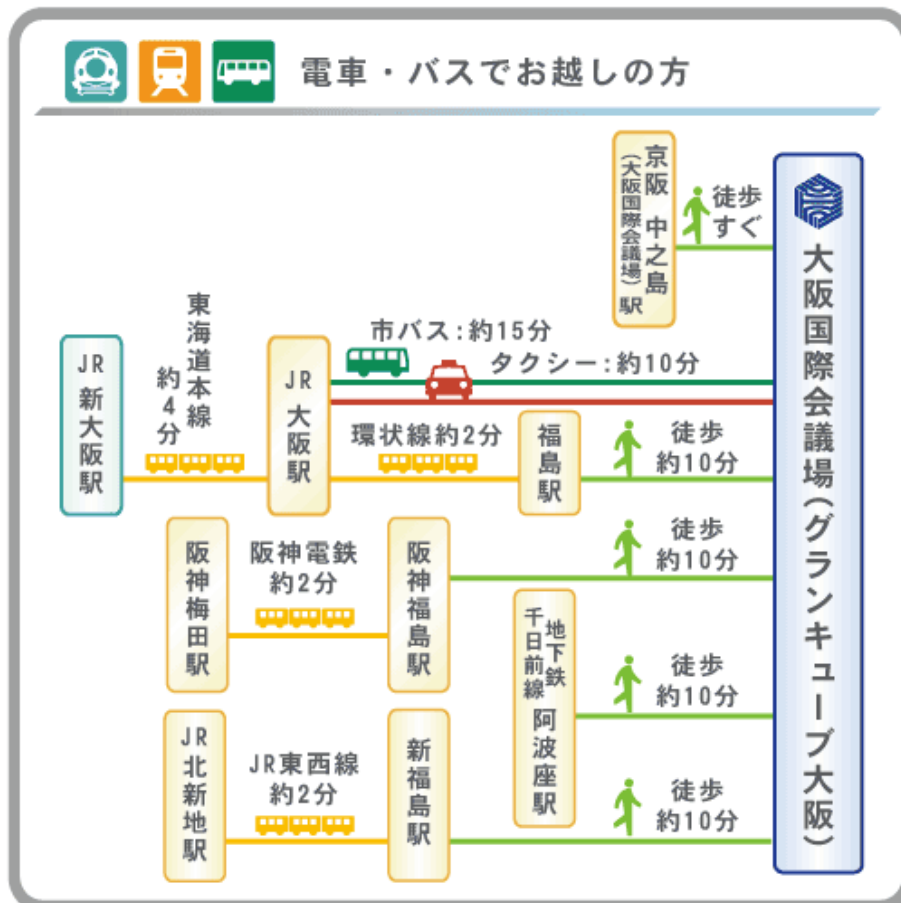 電車・バスでお越しの方
京阪 中之島
(大阪国際会議場)駅
徒歩
すぐ
大阪国際会議場(グランキューブ大阪)
JR 新大阪駅
東海道本線
約4分
JR 大阪駅
市バス:約15分
タクシー:約10分
環状線約2分
福島駅
徒歩
約10分
阪神梅田駅
阪神電鉄
約2分
阪神福島駅
徒歩
約10分
地下鉄
千日前線
阿波座駅
徒歩
約10分
JR 北新地駅
JR東西線
約2分
新福島駅
徒歩
約10分